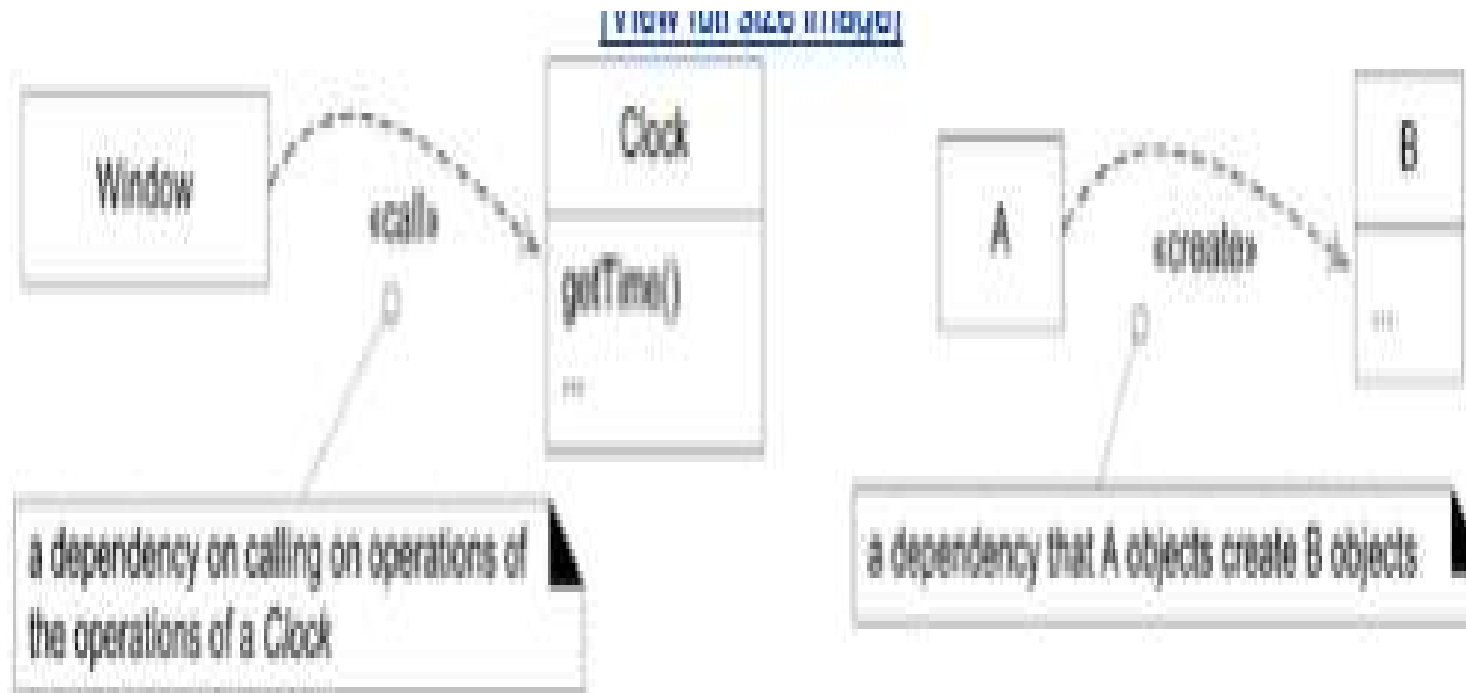 [View full size image]
Window
«call»
Clock
getTime()
...
a dependency on calling on operations of
the operations of a Clock
A
«create»
B
...
a dependency that A objects create B objects